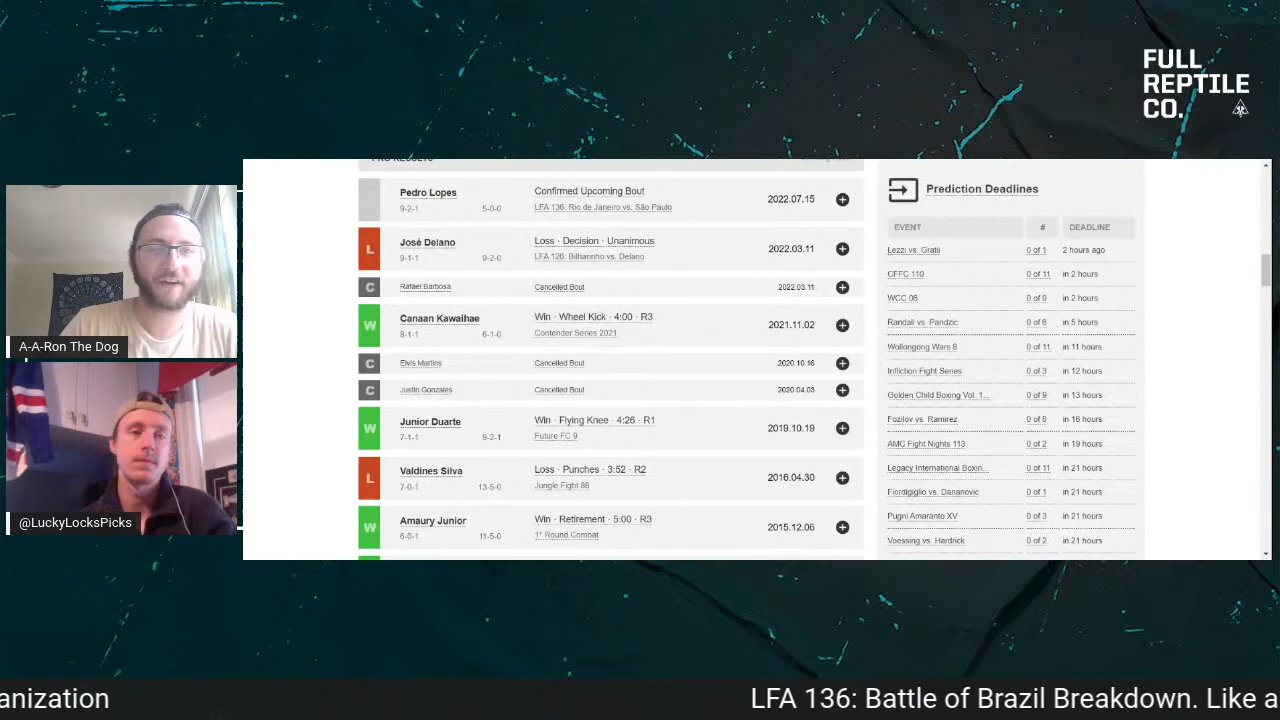 FULL
REPTILE
CO.
A-A-Ron The Dog
@LuckyLocksPicks
Pedro Lopes Confirmed Upcoming Bout 2022.07.15
9-2-1 5-0-0 LFA 136: Rio de Janeiro vs. São Paulo
L José Delano Loss · Decision · Unanimous 2022.03.11
9-1-1 9-2-0 LFA 126: Bilharinho vs. Delano
C Rafael Barbosa Cancelled Bout 2022.03.11
W Canaan Kawaihae Win · Wheel Kick · 4:00 · R3 2021.11.02
8-1-1 6-1-0 Contender Series 2021
C Elvis Martins Cancelled Bout 2020.10.16
C Justin Gonzales Cancelled Bout 2020.04.03
W Junior Duarte Win · Flying Knee · 4:26 · R1 2019.10.19
7-1-1 9-2-1 Future FC 9
L Valdines Silva Loss · Punches · 3:52 · R2 2016.04.30
7-0-1 13-5-0 Jungle Fight 86
W Amaury Junior Win · Retirement · 5:00 · R3 2015.12.06
6-0-1 11-5-0 1° Round Combat
Prediction Deadlines
EVENT # DEADLINE
Lezzi vs. Gratii 0 of 1 2 hours ago
CFFC 110 0 of 11 in 2 hours
WCC 06 0 of 9 in 2 hours
Randall vs. Pandzic 0 of 6 in 5 hours
Wollongong Wars 8 0 of 11 in 11 hours
Infliction Fight Series 0 of 3 in 12 hours
Golden Child Boxing Vol. 1... 0 of 9 in 13 hours
Fozilov vs. Ramirez 0 of 8 in 16 hours
AMC Fight Nights 113 0 of 2 in 19 hours
Legacy International Boxin... 0 of 11 in 21 hours
Fiordigiglio vs. Dananovic 0 of 1 in 21 hours
Pugni Amaranto XV 0 of 3 in 21 hours
Voessing vs. Hardrick 0 of 2 in 21 hours
anization LFA 136: Battle of Brazil Breakdown. Like a